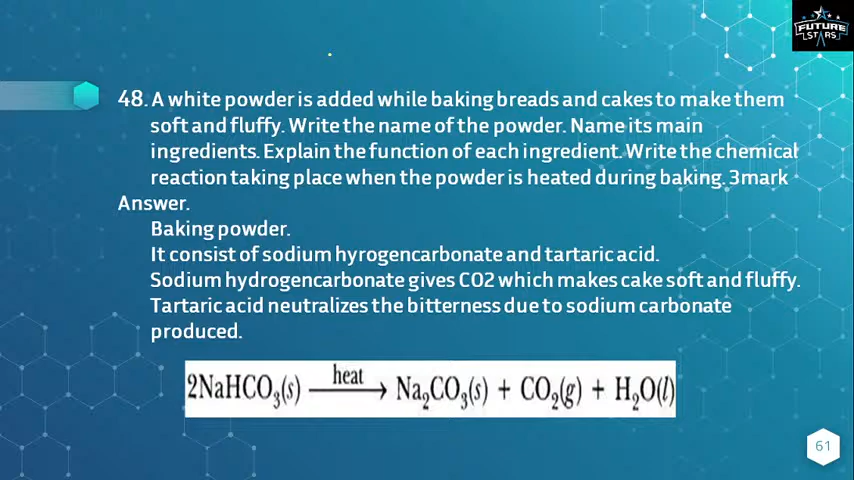 FUTURE
STARS
48. A white powder is added while baking breads and cakes to make them
soft and fluffy. Write the name of the powder. Name its main
ingredients. Explain the function of each ingredient. Write the chemical
reaction taking place when the powder is heated during baking. 3mark
Answer.
Baking powder.
It consist of sodium hyrogencarbonate and tartaric acid.
Sodium hydrogencarbonate gives CO2 which makes cake soft and fluffy.
Tartaric acid neutralizes the bitterness due to sodium carbonate
produced.
2NaHCO₃(s) —heat→ Na₂CO₃(s) + CO₂(g) + H₂O(l)
61